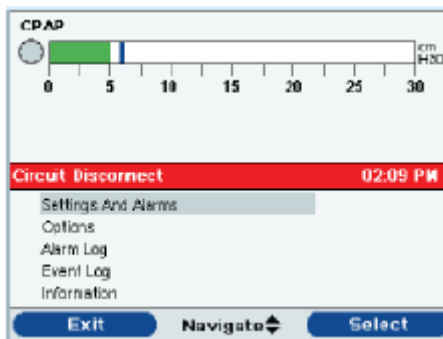 CPAP
cm
H2O
0 5 10 15 20 25 30
Circuit Disconnect 02:09 PM
Settings And Alarms
Options
Alarm Log
Event Log
Information
Exit Navigate Select